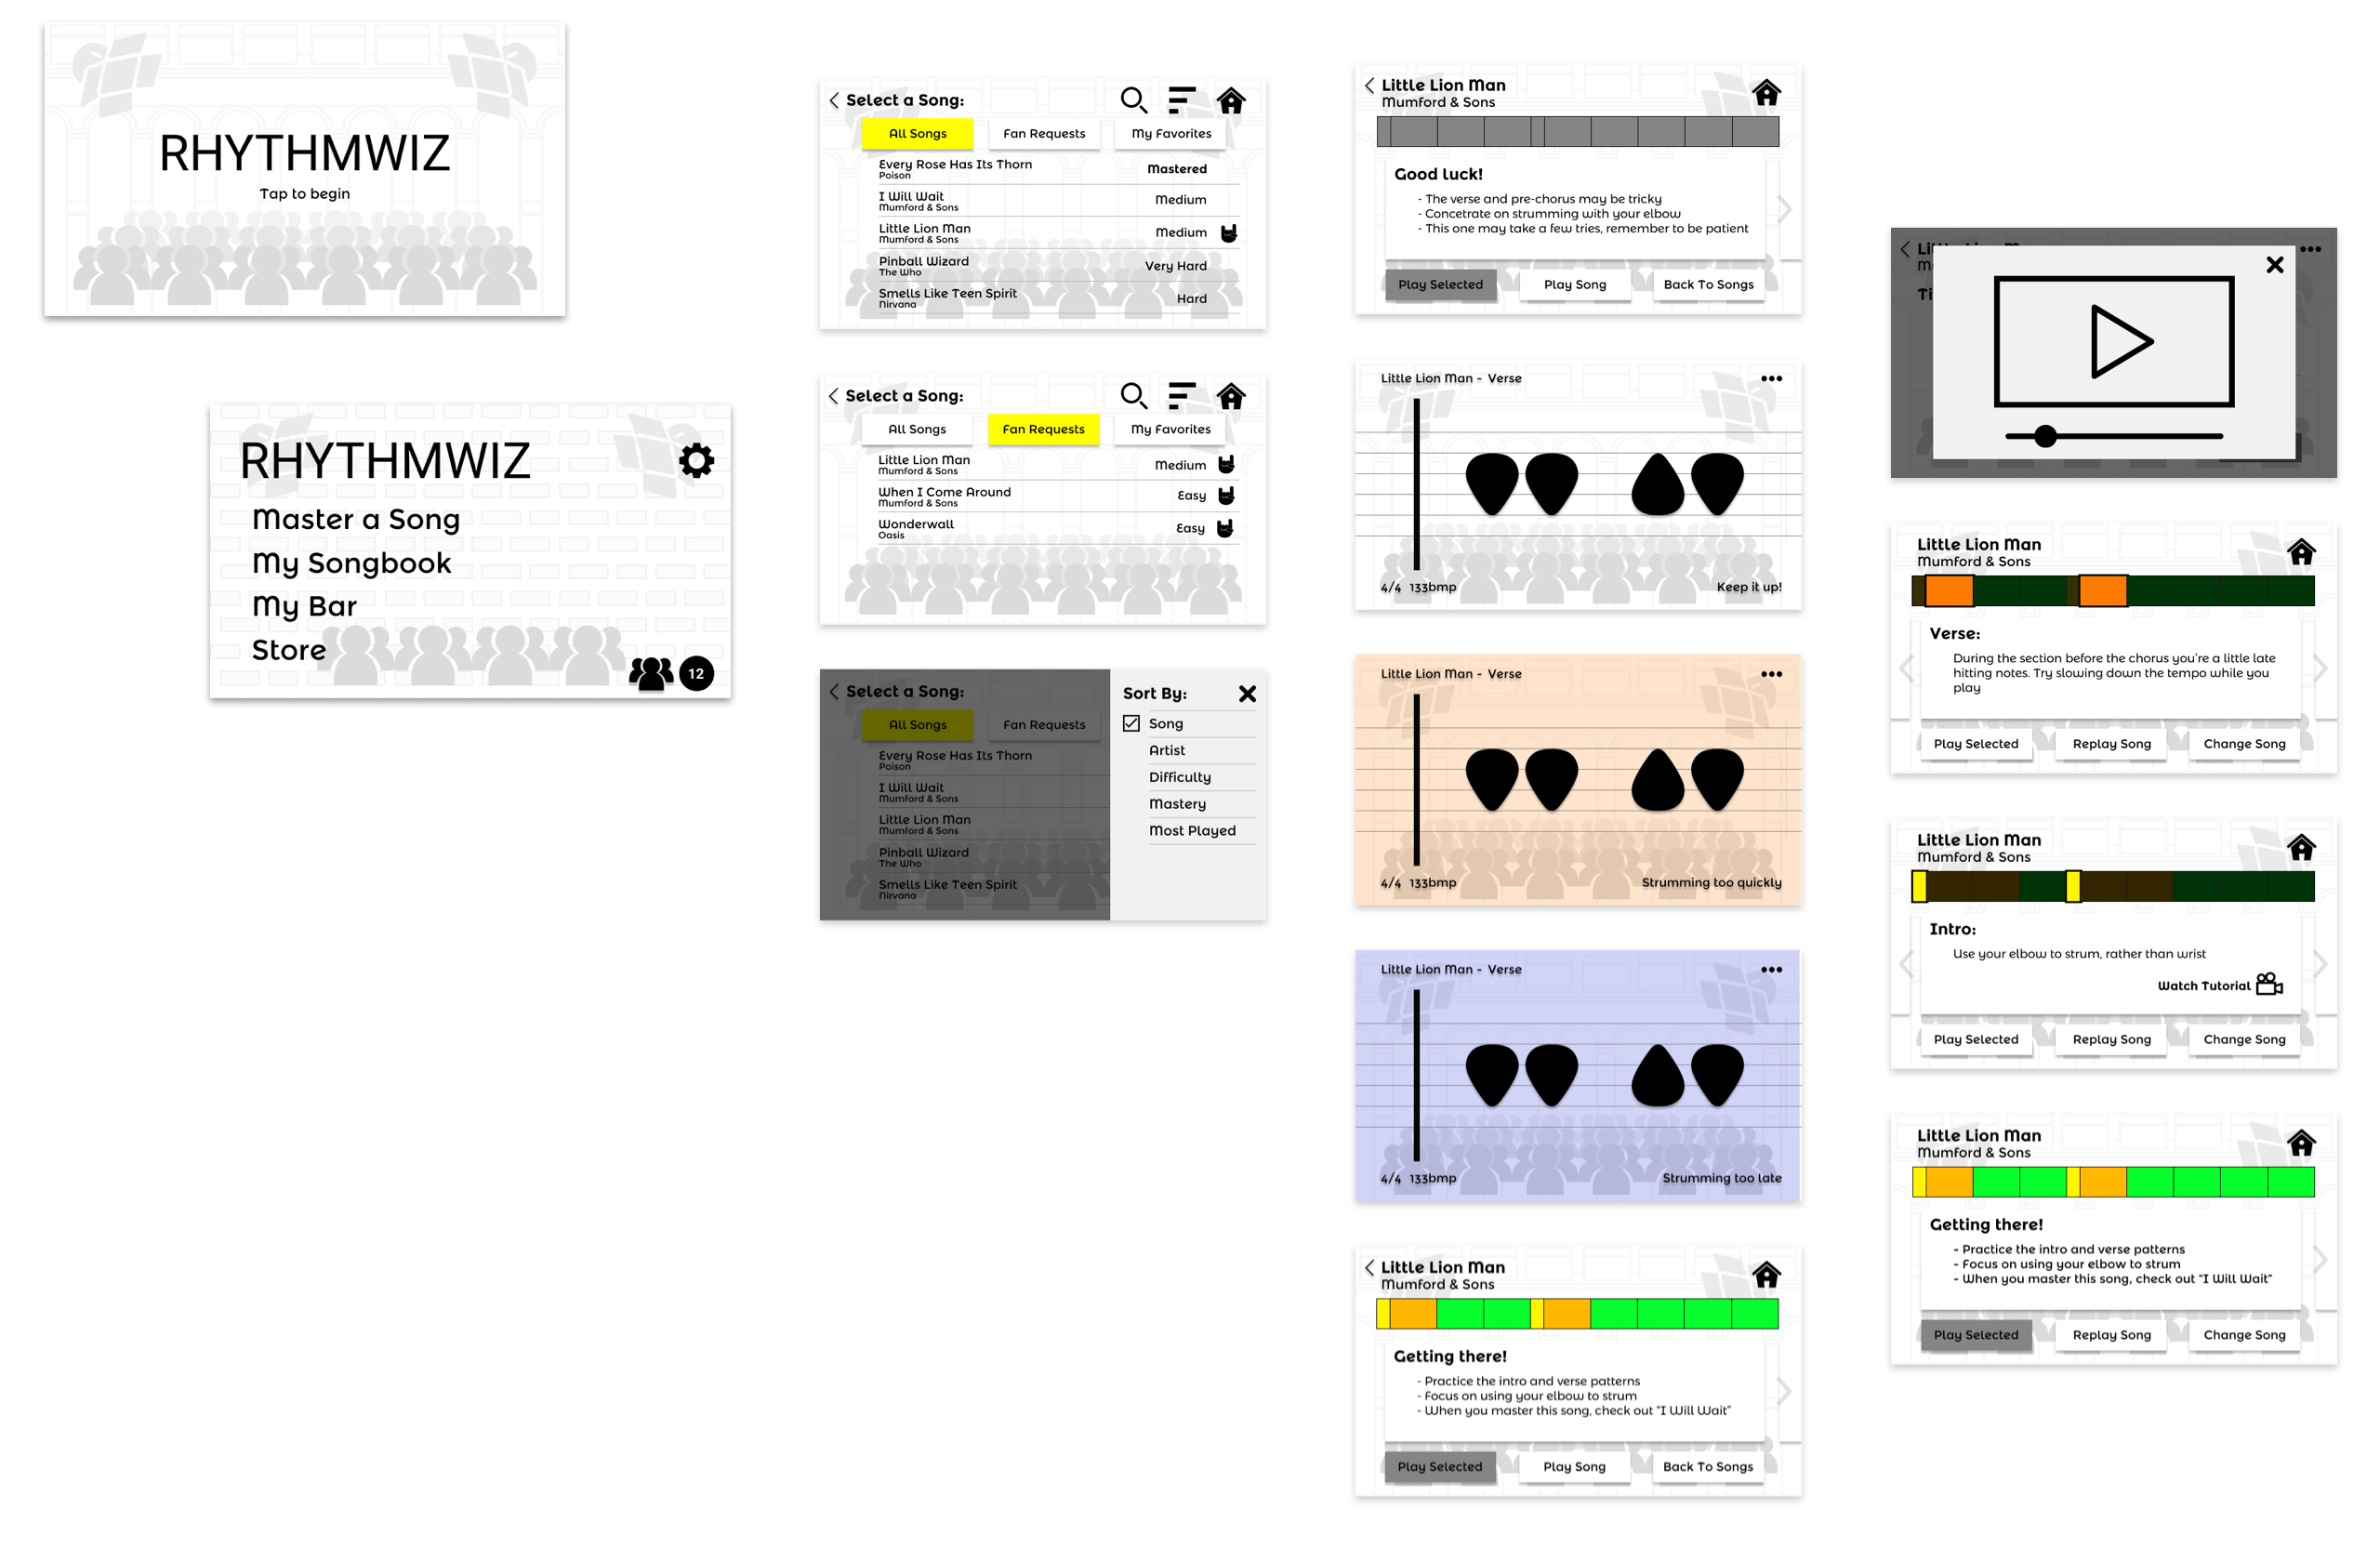 RHYTHMWIZ
Tap to begin
RHYTHMWIZ
Master a Song
My Songbook
My Bar
Store
12
Select a Song:
All Songs
Fan Requests
My Favorites
Every Rose Has Its Thorn
Poison
Mastered
I Will Wait
Mumford & Sons
Medium
Little Lion Man
Mumford & Sons
Medium
Pinball Wizard
The Who
Very Hard
Smells Like Teen Spirit
Nirvana
Hard
Select a Song:
All Songs
Fan Requests
My Favorites
Little Lion Man
Mumford & Sons
Medium
When I Come Around
Mumford & Sons
Easy
Wonderwall
Oasis
Easy
Select a Song:
All Songs
Fan Requests
Every Rose Has Its Thorn
Poison
I Will Wait
Mumford & Sons
Little Lion Man
Mumford & Sons
Pinball Wizard
The Who
Smells Like Teen Spirit
Nirvana
Sort By:
Song
Artist
Difficulty
Mastery
Most Played
Little Lion Man
Mumford & Sons
Good luck!
- The verse and pre-chorus may be tricky
- Concetrate on strumming with your elbow
- This one may take a few tries, remember to be patient
Play Selected
Play Song
Back To Songs
Little Lion Man - Verse
4/4 133bmp
Keep it up!
Little Lion Man - Verse
4/4 133bmp
Strumming too quickly
Little Lion Man - Verse
4/4 133bmp
Strumming too late
Little Lion Man
Mumford & Sons
Getting there!
- Practice the intro and verse patterns
- Focus on using your elbow to strum
- When you master this song, check out "I Will Wait"
Play Selected
Play Song
Back To Songs
Little Lion Man
Mumford & Sons
Verse:
During the section before the chorus you're a little late
hitting notes. Try slowing down the tempo while you
play
Play Selected
Replay Song
Change Song
Little Lion Man
Mumford & Sons
Intro:
Use your elbow to strum, rather than wrist
Watch Tutorial
Play Selected
Replay Song
Change Song
Little Lion Man
Mumford & Sons
Getting there!
- Practice the intro and verse patterns
- Focus on using your elbow to strum
- When you master this song, check out "I Will Wait"
Play Selected
Replay Song
Change Song